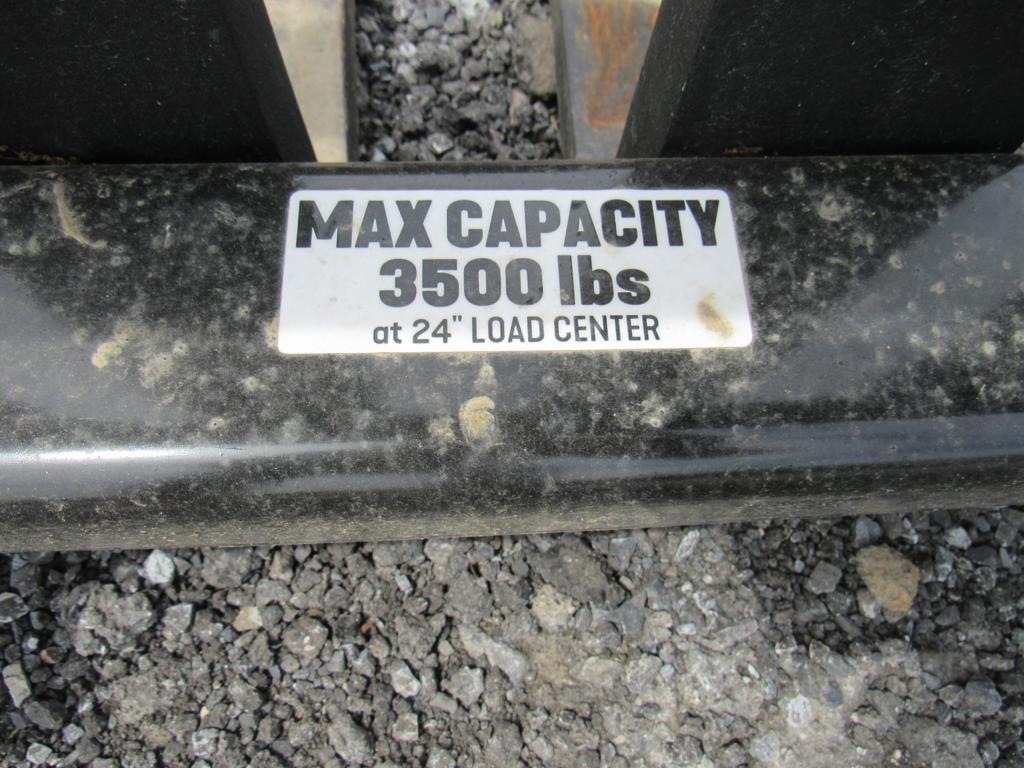 MAX CAPACITY
3500 lbs
at 24" LOAD CENTER